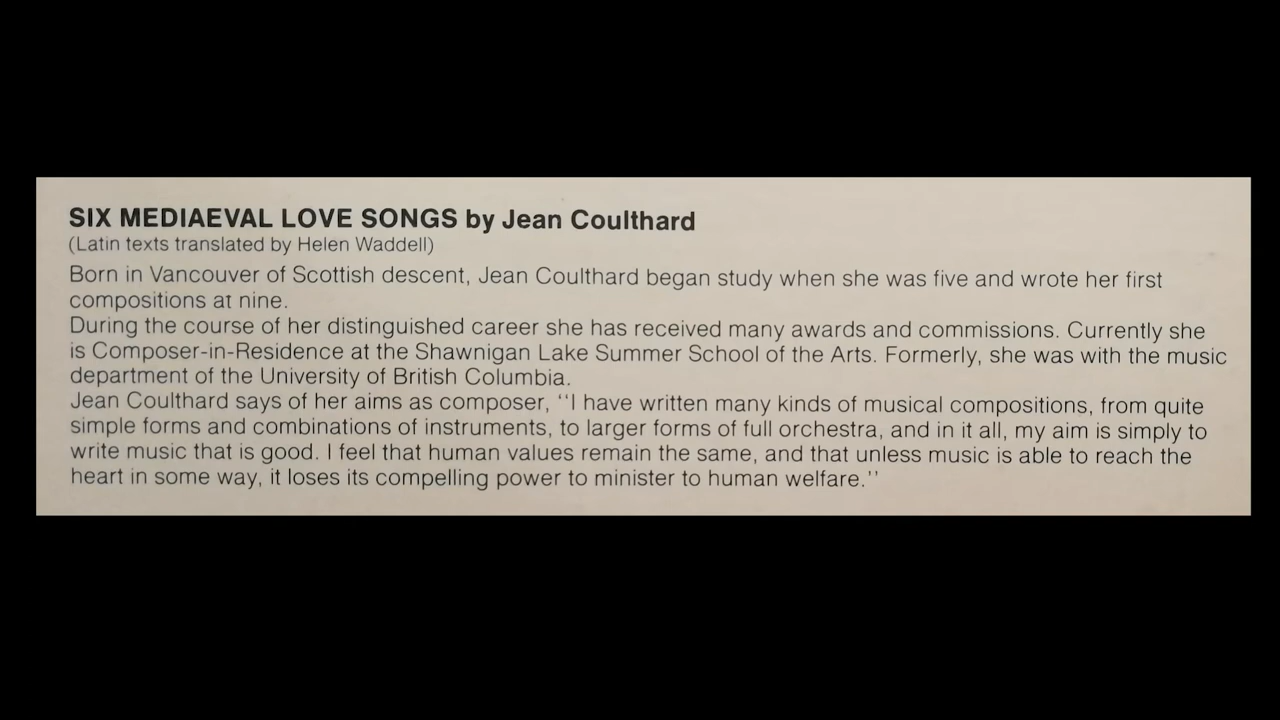 SIX MEDIAEVAL LOVE SONGS by Jean Coulthard
(Latin texts translated by Helen Waddell)
Born in Vancouver of Scottish descent, Jean Coulthard began study when she was five and wrote her first
compositions at nine.
During the course of her distinguished career she has received many awards and commissions. Currently she
is Composer-in-Residence at the Shawnigan Lake Summer School of the Arts. Formerly, she was with the music
department of the University of British Columbia.
Jean Coulthard says of her aims as composer, ‘‘I have written many kinds of musical compositions, from quite
simple forms and combinations of instruments, to larger forms of full orchestra, and in it all, my aim is simply to
write music that is good. I feel that human values remain the same, and that unless music is able to reach the
heart in some way, it loses its compelling power to minister to human welfare.’’